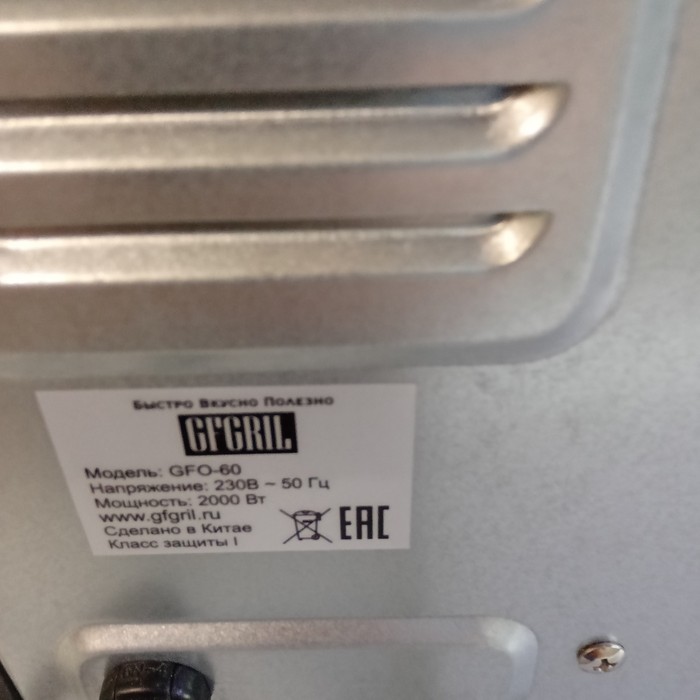 Быстро Вкусно Полезно
GFGRIL
Модель: GFO-60
Напряжение: 230В ~ 50 Гц
Мощность: 2000 Вт
www.gfgril.ru
Сделано в Китае
Класс защиты I
EAC